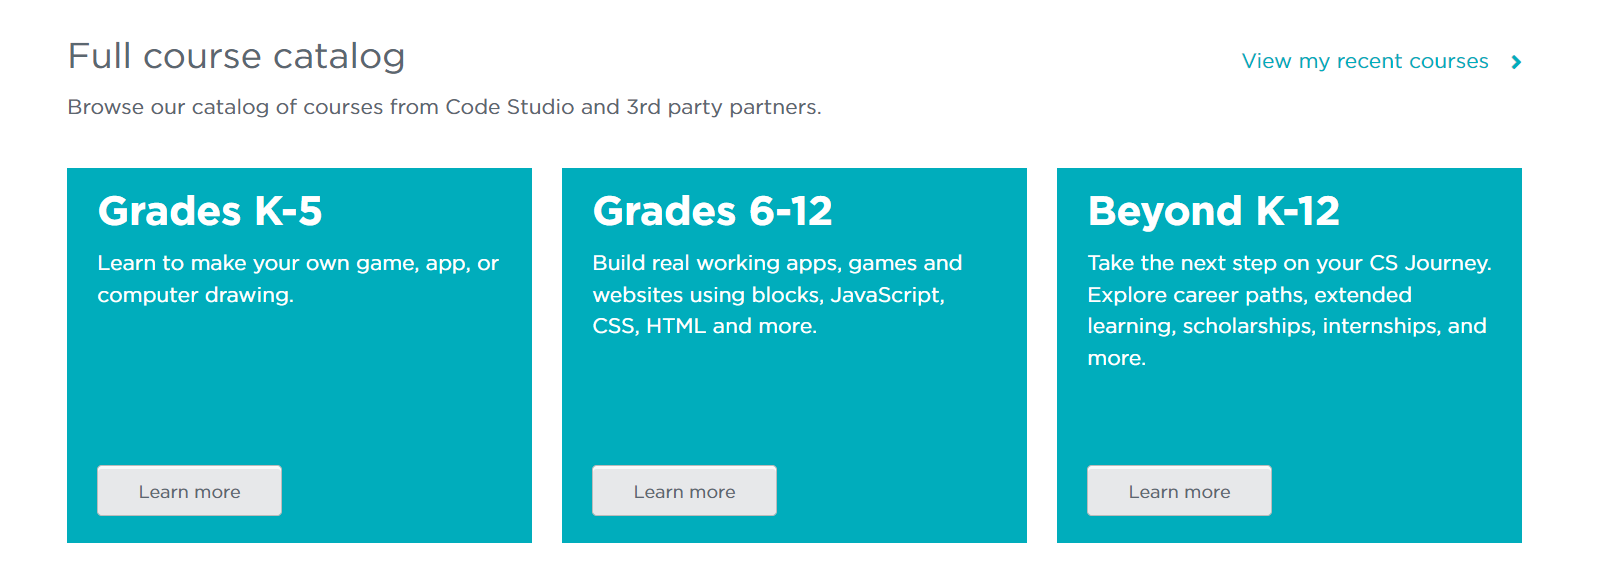 Full course catalog
View my recent courses
Browse our catalog of courses from Code Studio and 3rd party partners.
Grades K-5
Learn to make your own game, app, or
computer drawing.
Learn more
Grades 6-12
Build real working apps, games and
websites using blocks, JavaScript,
CSS, HTML and more.
Learn more
Beyond K-12
Take the next step on your CS Journey.
Explore career paths, extended
learning, scholarships, internships, and
more.
Learn more